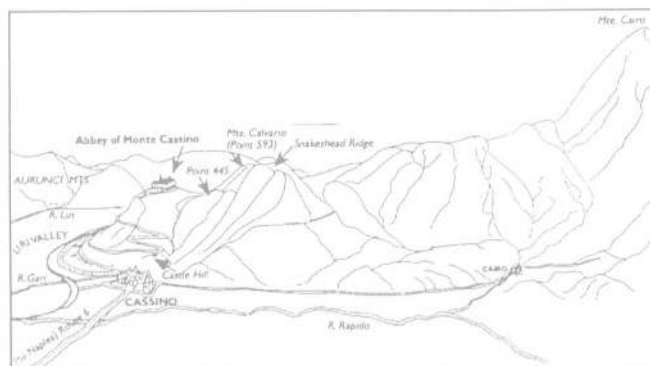 Mte. Cairo
Abbey of Monte Cassino
Mte. Calvario
(Point 593)
Snakeshead Ridge
Point 445
AURUNCI MTS.
R. Liri
LIRI VALLEY
R. Gari
Castle Hill
CAIRO
CASSINO
(to Naples) Route 6
R. Rapido